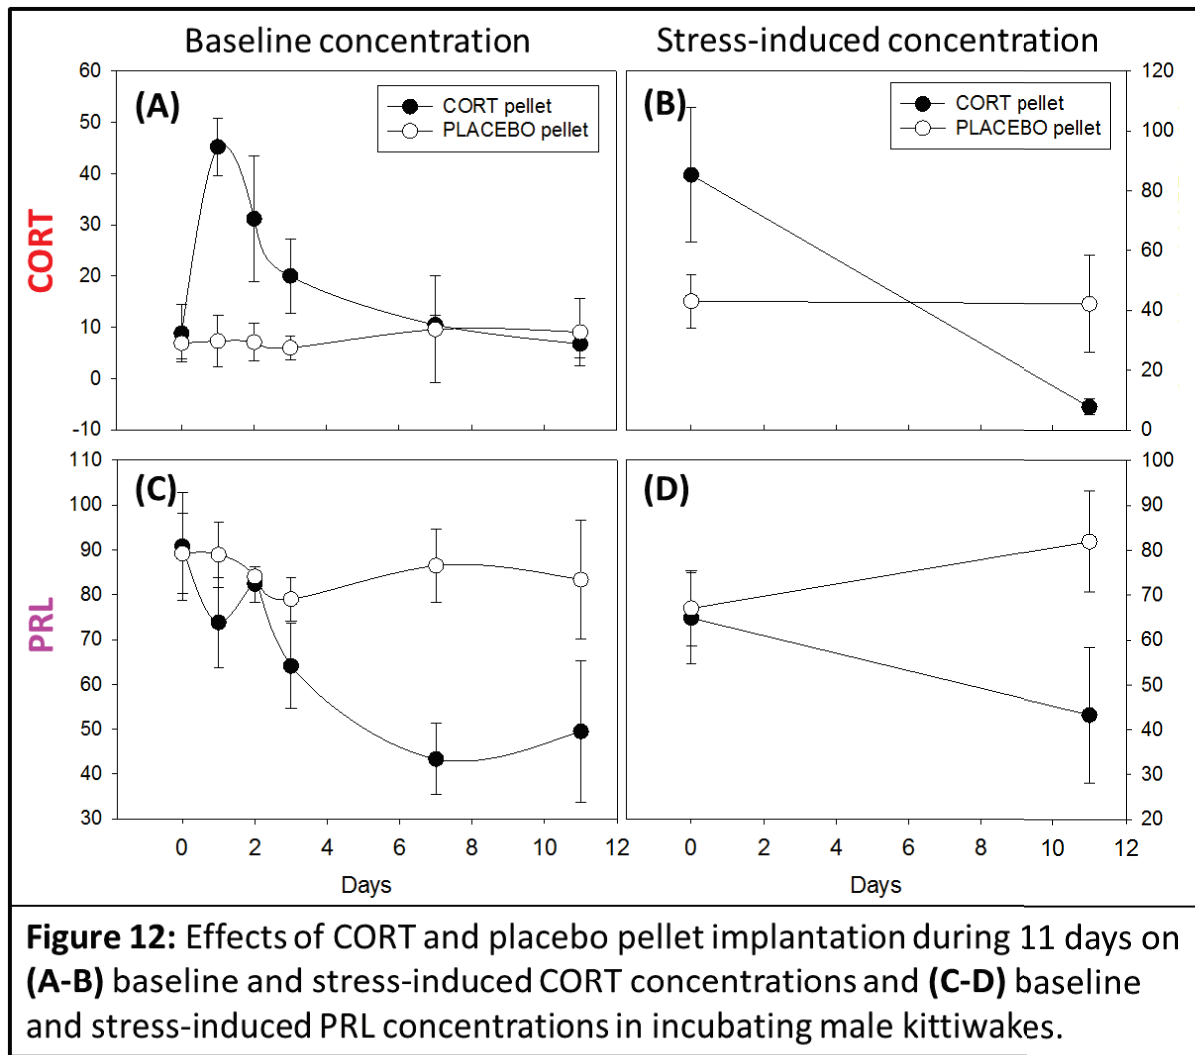 Baseline concentration
Stress-induced concentration
60
50
40
30
20
10
0
-10
(A)
CORT pellet
PLACEBO pellet
CORT
(B)
CORT pellet
PLACEBO pellet
120
100
80
60
40
20
0
110
100
90
80
70
60
50
40
30
(C)
PRL
(D)
100
90
80
70
60
50
40
30
20
0 2 4 6 8 10 12
Days
0 2 4 6 8 10 12
Days
Figure 12: Effects of CORT and placebo pellet implantation during 11 days on
(A-B) baseline and stress-induced CORT concentrations and (C-D) baseline
and stress-induced PRL concentrations in incubating male kittiwakes.